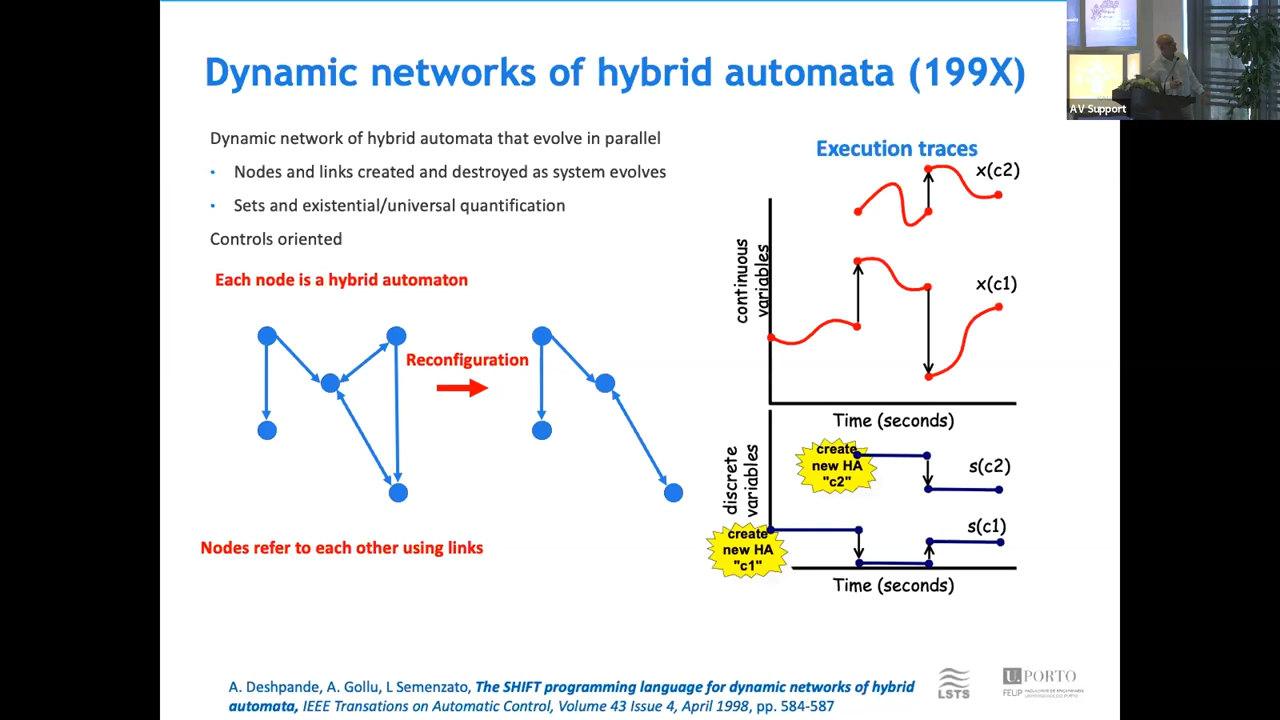 Dynamic networks of hybrid automata (199X)
AV Support
Dynamic network of hybrid automata that evolve in parallel
• Nodes and links created and destroyed as system evolves
• Sets and existential/universal quantification
Controls oriented
Each node is a hybrid automaton
Reconfiguration
Nodes refer to each other using links
Execution traces
x(c2)
continuous
variables
x(c1)
Time (seconds)
discrete
variables
create
new HA
"c2"
s(c2)
create
new HA
"c1"
s(c1)
Time (seconds)
A. Deshpande, A. Gollu, L Semenzato, The SHIFT programming language for dynamic networks of hybrid
automata, IEEE Transations on Automatic Control, Volume 43 Issue 4, April 1998, pp. 584-587
LSTS
U.PORTO
FEUP